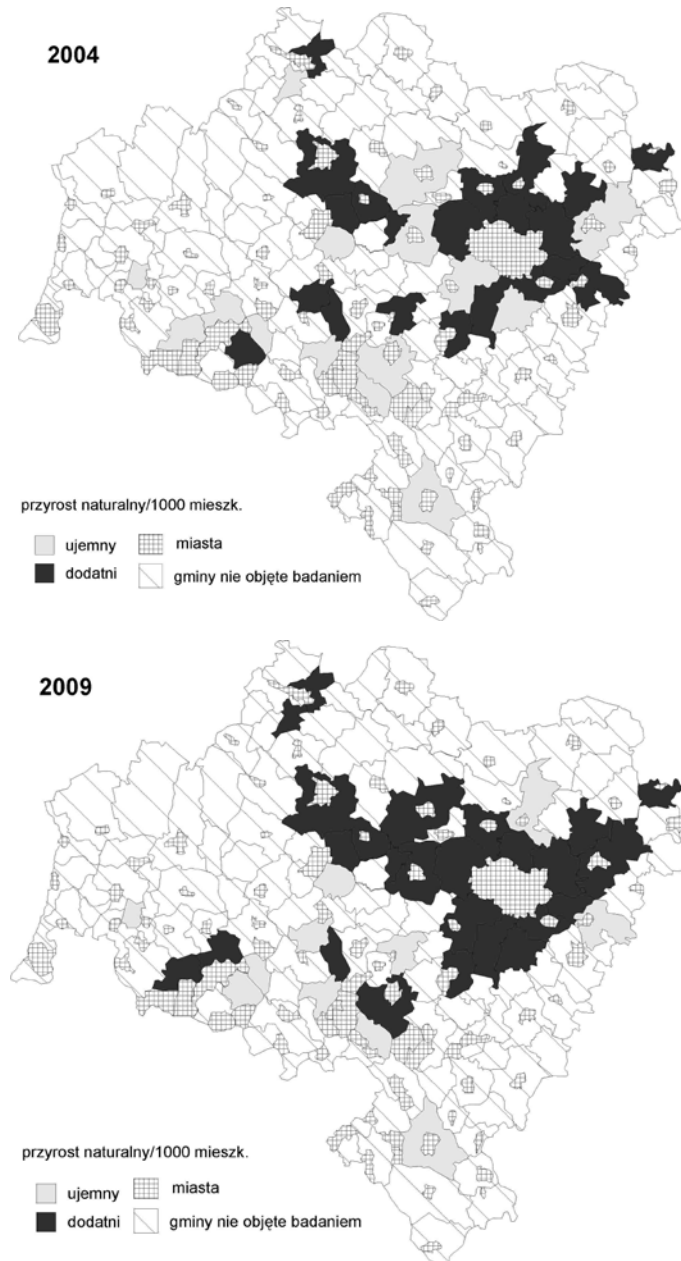 2004
przyrost naturalny/1000 mieszk.
ujemny miasta
dodatni gminy nie objęte badaniem
2009
przyrost naturalny/1000 mieszk.
ujemny miasta
dodatni gminy nie objęte badaniem